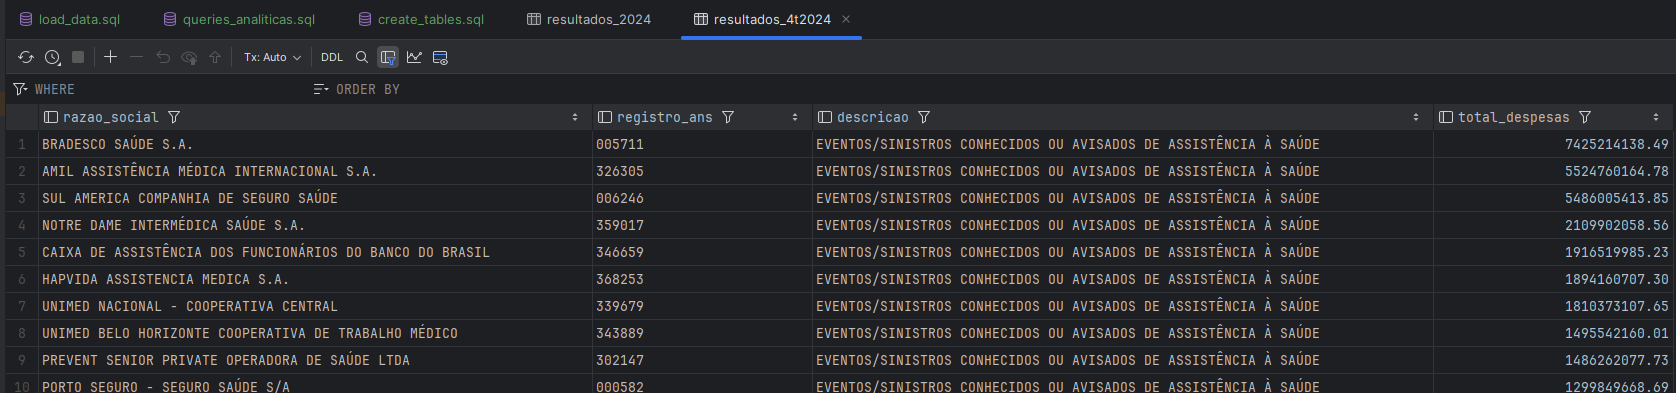 load_data.sql queries_analiticas.sql create_tables.sql resultados_2024 resultados_4t2024
Tx: Auto DDL
WHERE ORDER BY
razao_social registro_ans descricao total_despesas
1 BRADESCO SAÚDE S.A. 005711 EVENTOS/SINISTROS CONHECIDOS OU AVISADOS DE ASSISTÊNCIA À SAÚDE 7425214138.49
2 AMIL ASSISTÊNCIA MÉDICA INTERNACIONAL S.A. 326305 EVENTOS/SINISTROS CONHECIDOS OU AVISADOS DE ASSISTÊNCIA À SAÚDE 5524760164.78
3 SUL AMERICA COMPANHIA DE SEGURO SAÚDE 006246 EVENTOS/SINISTROS CONHECIDOS OU AVISADOS DE ASSISTÊNCIA À SAÚDE 5486005413.85
4 NOTRE DAME INTERMÉDICA SAÚDE S.A. 359017 EVENTOS/SINISTROS CONHECIDOS OU AVISADOS DE ASSISTÊNCIA À SAÚDE 2109902058.56
5 CAIXA DE ASSISTÊNCIA DOS FUNCIONÁRIOS DO BANCO DO BRASIL 346659 EVENTOS/SINISTROS CONHECIDOS OU AVISADOS DE ASSISTÊNCIA À SAÚDE 1916519985.23
6 HAPVIDA ASSISTENCIA MEDICA S.A. 368253 EVENTOS/SINISTROS CONHECIDOS OU AVISADOS DE ASSISTÊNCIA À SAÚDE 1894160707.30
7 UNIMED NACIONAL - COOPERATIVA CENTRAL 339679 EVENTOS/SINISTROS CONHECIDOS OU AVISADOS DE ASSISTÊNCIA À SAÚDE 1810373107.65
8 UNIMED BELO HORIZONTE COOPERATIVA DE TRABALHO MÉDICO 343889 EVENTOS/SINISTROS CONHECIDOS OU AVISADOS DE ASSISTÊNCIA À SAÚDE 1495542160.01
9 PREVENT SENIOR PRIVATE OPERADORA DE SAÚDE LTDA 302147 EVENTOS/SINISTROS CONHECIDOS OU AVISADOS DE ASSISTÊNCIA À SAÚDE 1486262077.73
10 PORTO SEGURO - SEGURO SAÚDE S/A 000582 EVENTOS/SINISTROS CONHECIDOS OU AVISADOS DE ASSISTÊNCIA À SAÚDE 1299849668.69